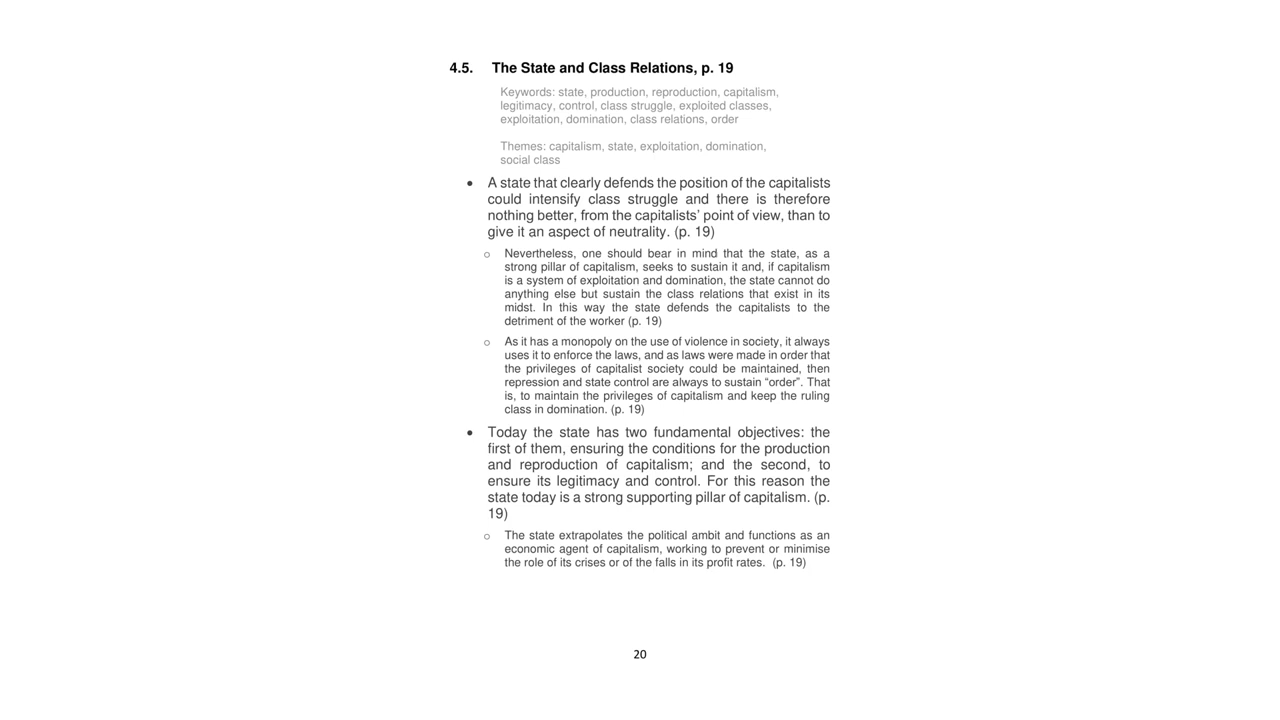 4.5. The State and Class Relations, p. 19
Keywords: state, production, reproduction, capitalism,
legitimacy, control, class struggle, exploited classes,
exploitation, domination, class relations, order
Themes: capitalism, state, exploitation, domination,
social class
• A state that clearly defends the position of the capitalists
could intensify class struggle and there is therefore
nothing better, from the capitalists’ point of view, than to
give it an aspect of neutrality. (p. 19)
o Nevertheless, one should bear in mind that the state, as a
strong pillar of capitalism, seeks to sustain it and, if capitalism
is a system of exploitation and domination, the state cannot do
anything else but sustain the class relations that exist in its
midst. In this way the state defends the capitalists to the
detriment of the worker (p. 19)
o As it has a monopoly on the use of violence in society, it always
uses it to enforce the laws, and as laws were made in order that
the privileges of capitalist society could be maintained, then
repression and state control are always to sustain “order”. That
is, to maintain the privileges of capitalism and keep the ruling
class in domination. (p. 19)
• Today the state has two fundamental objectives: the
first of them, ensuring the conditions for the production
and reproduction of capitalism; and the second, to
ensure its legitimacy and control. For this reason the
state today is a strong supporting pillar of capitalism. (p.
19)
o The state extrapolates the political ambit and functions as an
economic agent of capitalism, working to prevent or minimise
the role of its crises or of the falls in its profit rates. (p. 19)
20